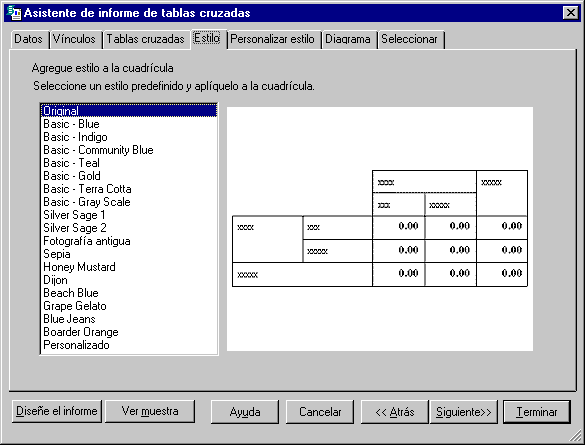 Asistente de informe de tablas cruzadas
Datos Vínculos Tablas cruzadas Estilo Personalizar estilo Diagrama Seleccionar
Agregue estilo a la cuadrícula
Seleccione un estilo predefinido y aplíquelo a la cuadrícula.
Original
Basic - Blue
Basic - Indigo
Basic - Community Blue
Basic - Teal
Basic - Gold
Basic - Terra Cotta
Basic - Gray Scale
Silver Sage 1
Silver Sage 2
Fotografía antigua
Sepia
Honey Mustard
Dijon
Beach Blue
Grape Gelato
Blue Jeans
Boarder Orange
Personalizado
xxxx xxxxx
xxx xxxxx
xxxx xxx 0.00 0.00 0.00
xxxxx 0.00 0.00 0.00
xxxxx 0.00 0.00 0.00
Diseñe el informe Ver muestra Ayuda Cancelar << Atrás Siguiente>> Terminar